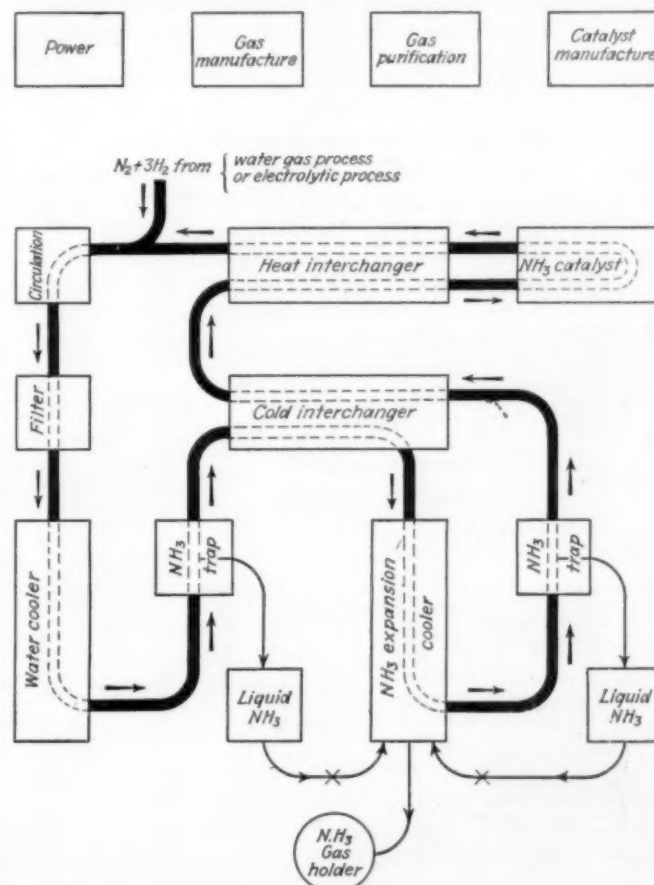 Power
Gas
manufacture
Gas
purification
Catalyst
manufacture
N₂+3H₂ from { water gas process
or electrolytic process
Circulation
Heat interchanger
NH₃ catalyst
Filter
Cold interchanger
Water cooler
NH₃
trap
NH₃ expansion
cooler
NH₃
trap
Liquid
NH₃
Liquid
NH₃
N.H₃
Gas
holder